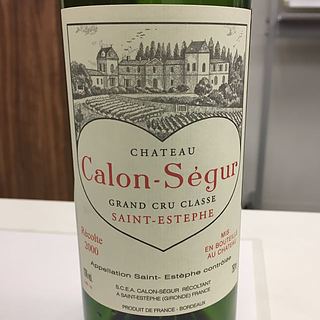 CHATEAU
Calon-Ségur
GRAND CRU CLASSÉ
SAINT-ESTEPHE
Récolte
2000
MIS
EN BOUTEILLE
AU CHATEAU
Appellation Saint-Estèphe contrôlée
S.C.E.A. CALON-SÉGUR RÉCOLTANT
A SAINT-ESTÈPHE (GIRONDE) FRANCE
PRODUIT DE FRANCE - BORDEAUX